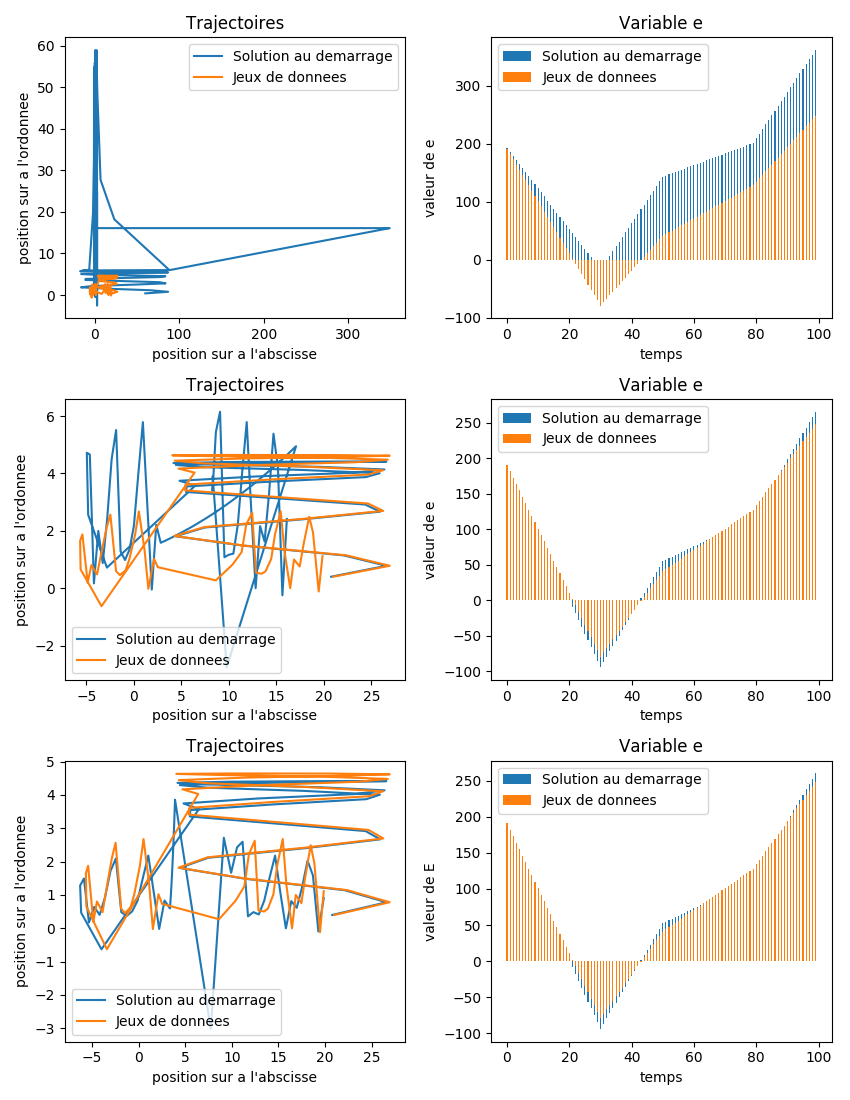 Trajectoires
60
50
40
30
20
10
0
0 100 200 300
position sur a l'ordonnee
position sur a l'abscisse
Solution au demarrage
Jeux de donnees
Variable e
300
200
100
0
−100
0 20 40 60 80 100
valeur de e
temps
Solution au demarrage
Jeux de donnees
Trajectoires
6
4
2
0
−2
−5 0 5 10 15 20 25
position sur a l'ordonnee
position sur a l'abscisse
Solution au demarrage
Jeux de donnees
Variable e
250
200
150
100
50
0
−50
−100
0 20 40 60 80 100
valeur de e
temps
Solution au demarrage
Jeux de donnees
Trajectoires
5
4
3
2
1
0
−1
−2
−3
−5 0 5 10 15 20 25
position sur a l'ordonnee
position sur a l'abscisse
Solution au demarrage
Jeux de donnees
Variable e
250
200
150
100
50
0
−50
−100
0 20 40 60 80 100
valeur de E
temps
Solution au demarrage
Jeux de donnees